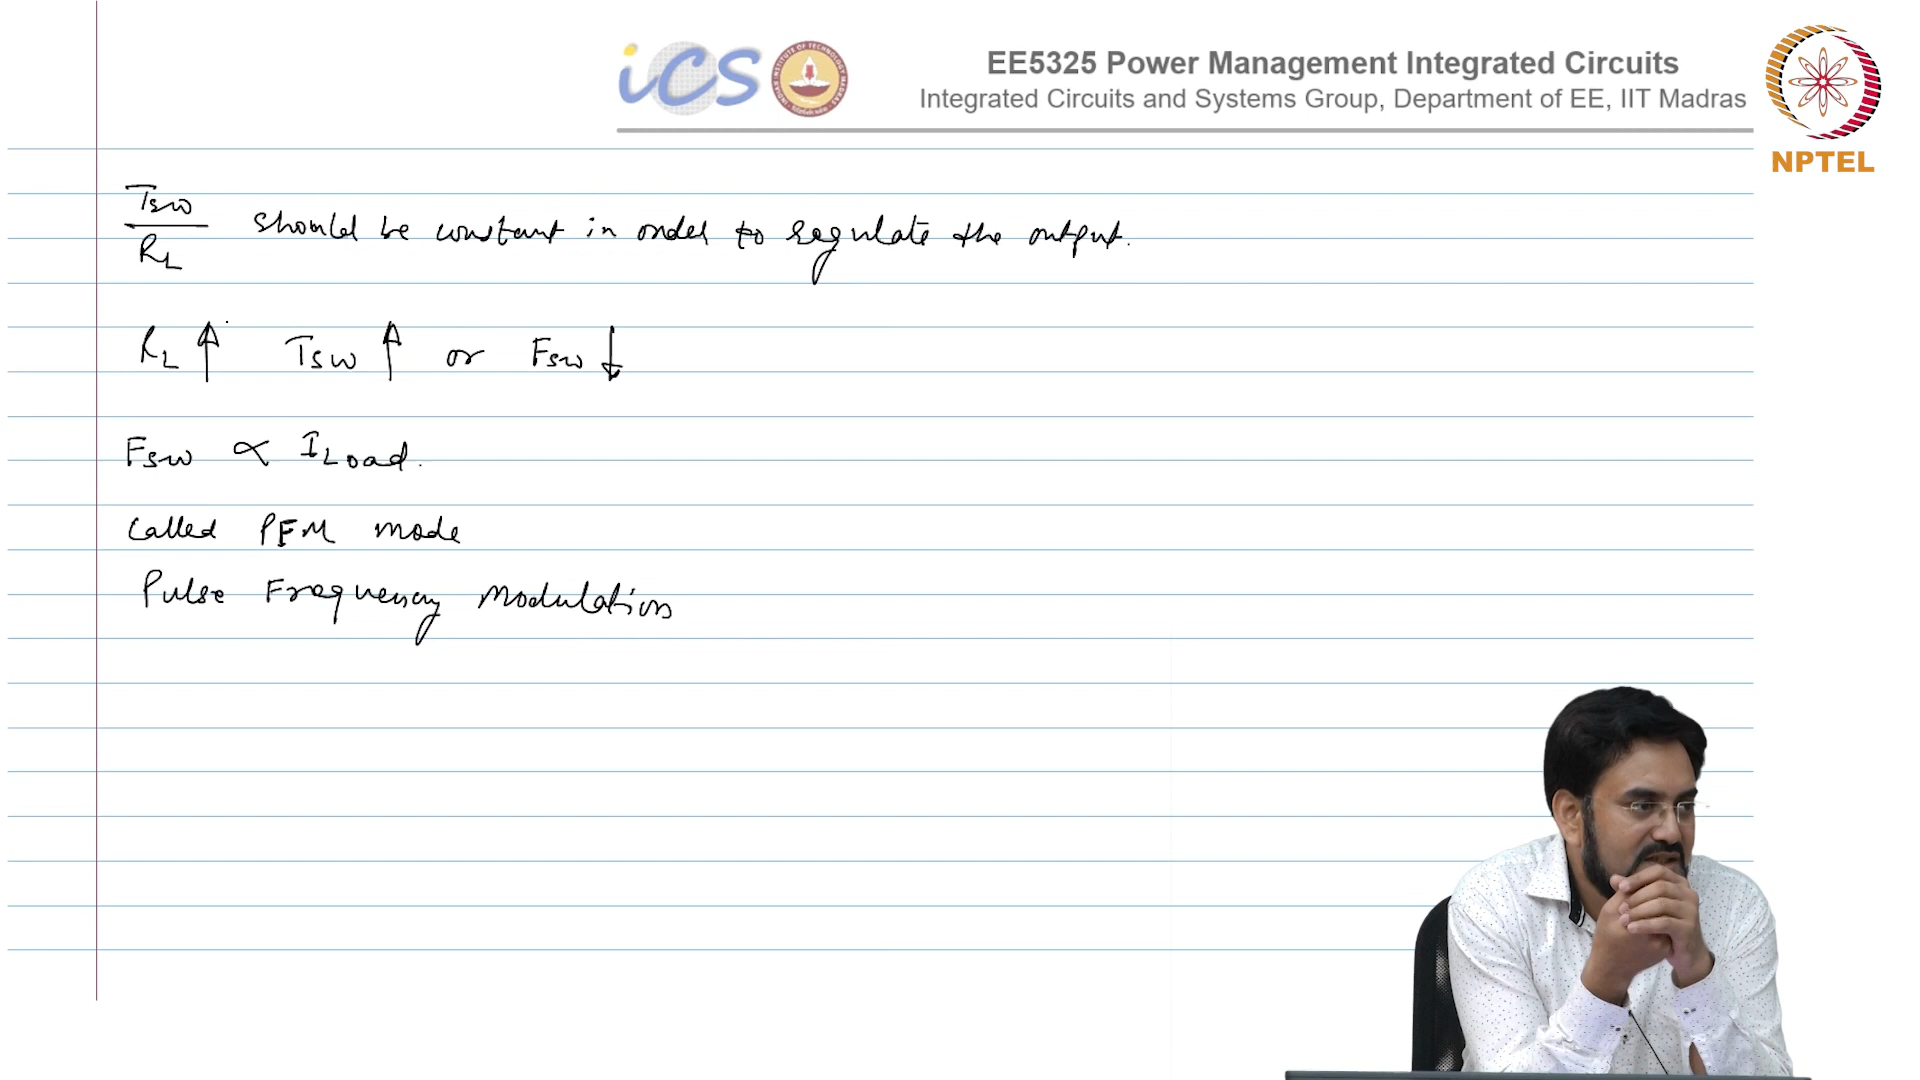 iCS
EE5325 Power Management Integrated Circuits
Integrated Circuits and Systems Group, Department of EE, IIT Madras
NPTEL
Tsw
RL
should be constant in order to regulate the output.
RL ↑ Tsw ↑ or Fsw ↓
Fsw ∝ ILoad.
Called PFM mode
Pulse Frequency Modulation